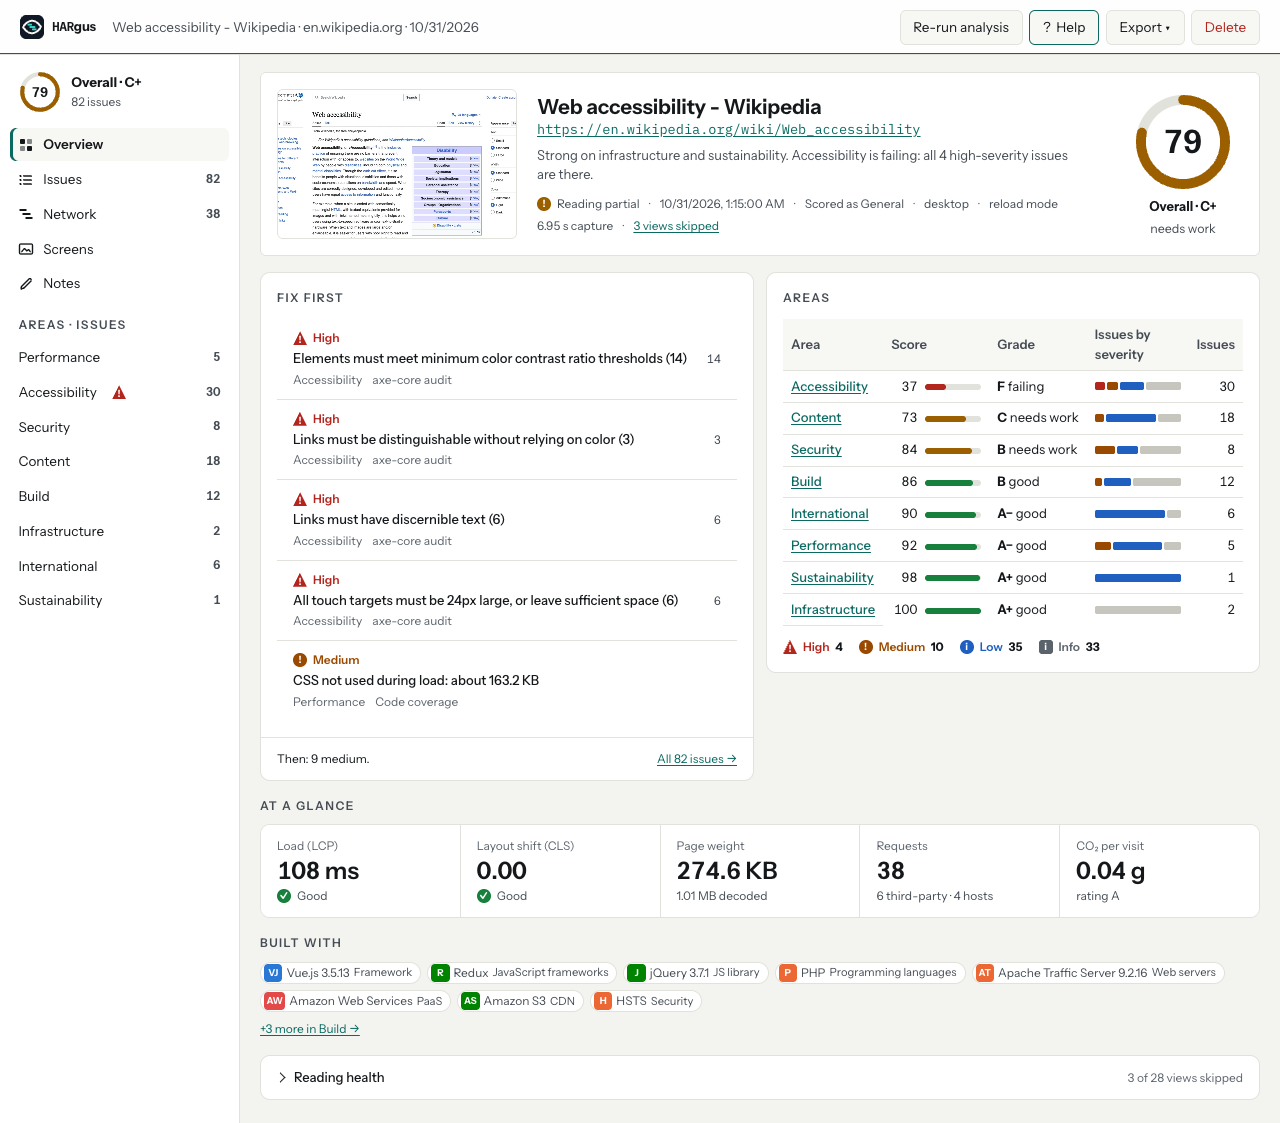 HARgus
Web accessibility - Wikipedia · en.wikipedia.org · 10/31/2026
Re-run analysis
? Help
Export ▾
Delete
79
Overall · C+
82 issues
Overview
Issues 82
Network 38
Screens
Notes
AREAS · ISSUES
Performance 5
Accessibility 30
Security 8
Content 18
Build 12
Infrastructure 2
International 6
Sustainability 1
Web accessibility
Disability
Web accessibility - Wikipedia
https://en.wikipedia.org/wiki/Web_accessibility
Strong on infrastructure and sustainability. Accessibility is failing: all 4 high-severity issues
are there.
Reading partial · 10/31/2026, 1:15:00 AM · Scored as General · desktop · reload mode
6.95 s capture · 3 views skipped
79
Overall · C+
needs work
FIX FIRST
High
Elements must meet minimum color contrast ratio thresholds (14) 14
Accessibility axe-core audit
High
Links must be distinguishable without relying on color (3) 3
Accessibility axe-core audit
High
Links must have discernible text (6) 6
Accessibility axe-core audit
High
All touch targets must be 24px large, or leave sufficient space (6) 6
Accessibility axe-core audit
Medium
CSS not used during load: about 163.2 KB
Performance Code coverage
Then: 9 medium.
All 82 issues →
AREAS
Area Score Grade Issues by severity Issues
Accessibility 37 F failing 30
Content 73 C needs work 18
Security 84 B needs work 8
Build 86 B good 12
International 90 A− good 6
Performance 92 A− good 5
Sustainability 98 A+ good 1
Infrastructure 100 A+ good 2
High 4 Medium 10 Low 35 Info 33
AT A GLANCE
Load (LCP)
108 ms
Good
Layout shift (CLS)
0.00
Good
Page weight
274.6 KB
1.01 MB decoded
Requests
38
6 third-party · 4 hosts
CO₂ per visit
0.04 g
rating A
BUILT WITH
VJ Vue.js 3.5.13 Framework
R Redux JavaScript frameworks
J jQuery 3.7.1 JS library
P PHP Programming languages
AT Apache Traffic Server 9.2.16 Web servers
AW Amazon Web Services PaaS
AS Amazon S3 CDN
H HSTS Security
+3 more in Build →
Reading health
3 of 28 views skipped